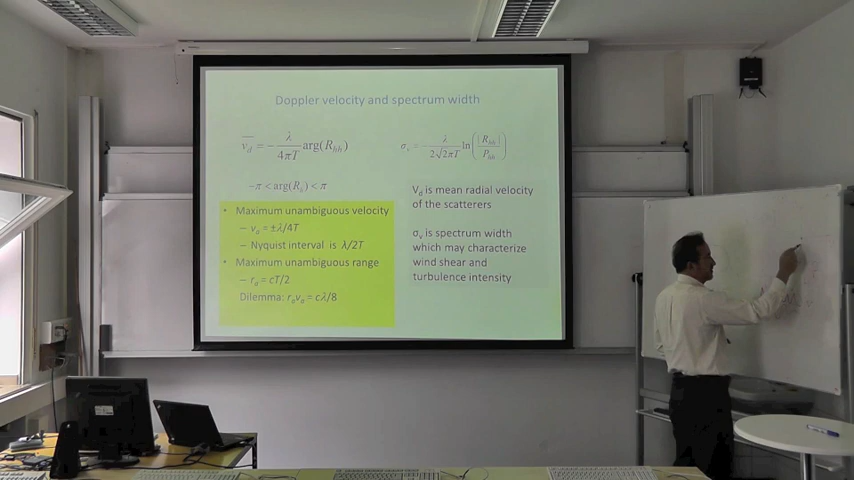 Doppler velocity and spectrum width
v̅_d = − λ/4πT arg(R_hh)
σ_v = λ/2√2πT ln(|R_hh|/P_hh)
−π < arg(R_h) < π
• Maximum unambiguous velocity
– v_a = ±λ/4T
– Nyquist interval is λ/2T
• Maximum unambiguous range
– r_a = cT/2
Dilemma: r_a v_a = cλ/8
V_d is mean radial velocity
of the scatterers
σ_v is spectrum width
which may characterize
wind shear and
turbulence intensity